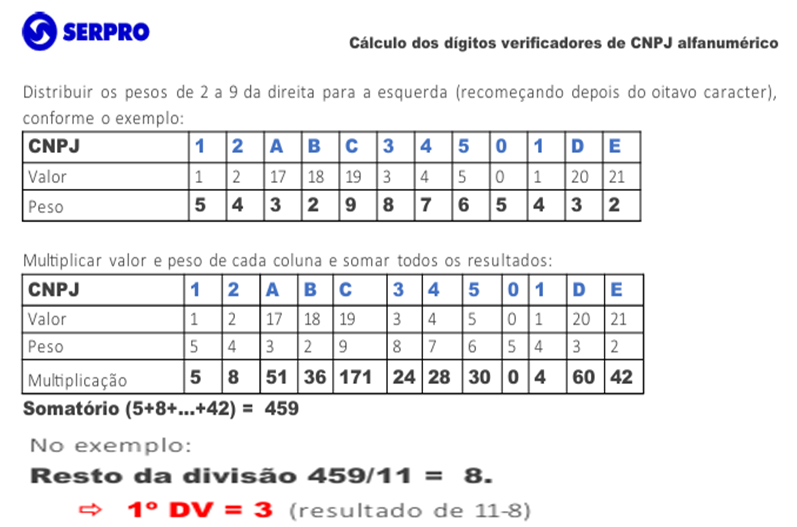 SERPRO
Cálculo dos dígitos verificadores de CNPJ alfanumérico
Distribuir os pesos de 2 a 9 da direita para a esquerda (recomeçando depois do oitavo caracter),
conforme o exemplo:
CNPJ 1 2 A B C 3 4 5 0 1 D E
Valor 1 2 17 18 19 3 4 5 0 1 20 21
Peso 5 4 3 2 9 8 7 6 5 4 3 2
Multiplicar valor e peso de cada coluna e somar todos os resultados:
CNPJ 1 2 A B C 3 4 5 0 1 D E
Valor 1 2 17 18 19 3 4 5 0 1 20 21
Peso 5 4 3 2 9 8 7 6 5 4 3 2
Multiplicação 5 8 51 36 171 24 28 30 0 4 60 42
Somatório (5+8+...+42) = 459
No exemplo:
Resto da divisão 459/11 = 8.
⇨ 1º DV = 3 (resultado de 11-8)